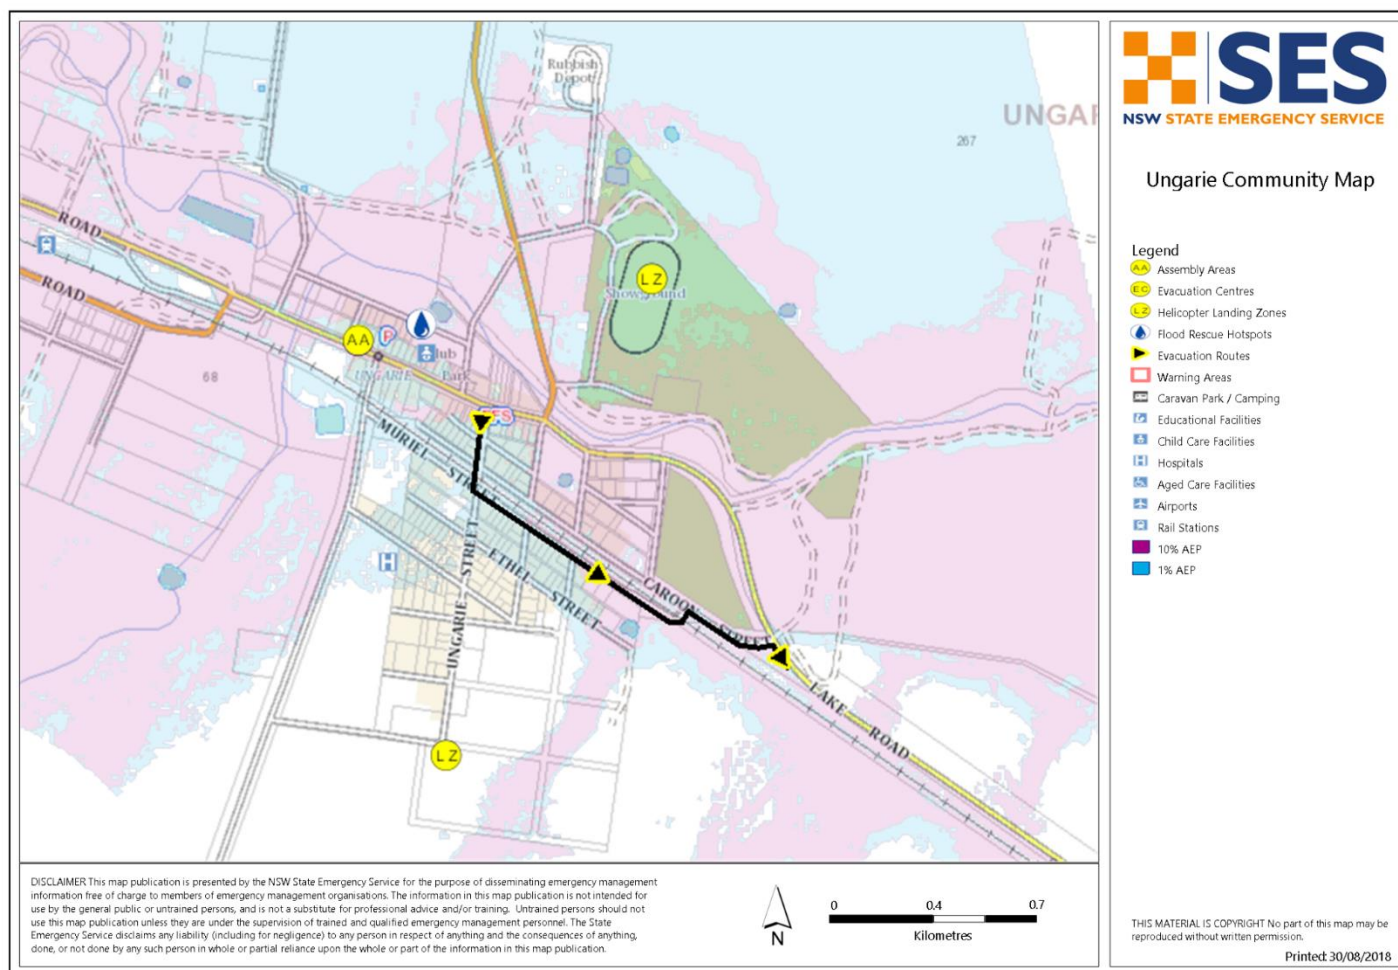 Rubbish
Depot
UNGAR
267
SES
NSW STATE EMERGENCY SERVICE
Ungarie Community Map
ROAD
ROAD
LZ
Showground
AA
P
lub
Park
UNGARIE
68
SES
MURIEL STREET
H
UNGARIE STREET
ETHEL STREET
CAROON STREET
LAKE ROAD
LZ
Legend
AA Assembly Areas
EC Evacuation Centres
LZ Helicopter Landing Zones
Flood Rescue Hotspots
Evacuation Routes
Warning Areas
Caravan Park / Camping
Educational Facilities
Child Care Facilities
H Hospitals
Aged Care Facilities
Airports
Rail Stations
10% AEP
1% AEP
DISCLAIMER This map publication is presented by the NSW State Emergency Service for the purpose of disseminating emergency management
information free of charge to members of emergency management organisations. The information in this map publication is not intended for
use by the general public or untrained persons, and is not a substitute for professional advice and/or training. Untrained persons should not
use this map publication unless they are under the supervision of trained and qualified emergency management personnel. The State
Emergency Service disclaims any liability (including for negligence) to any person in respect of anything and the consequences of anything,
done, or not done by any such person in whole or partial reliance upon the whole or part of the information in this map publication.
N
0 0.4 0.7
Kilometres
THIS MATERIAL IS COPYRIGHT No part of this map may be
reproduced without written permission.
Printed: 30/08/2018